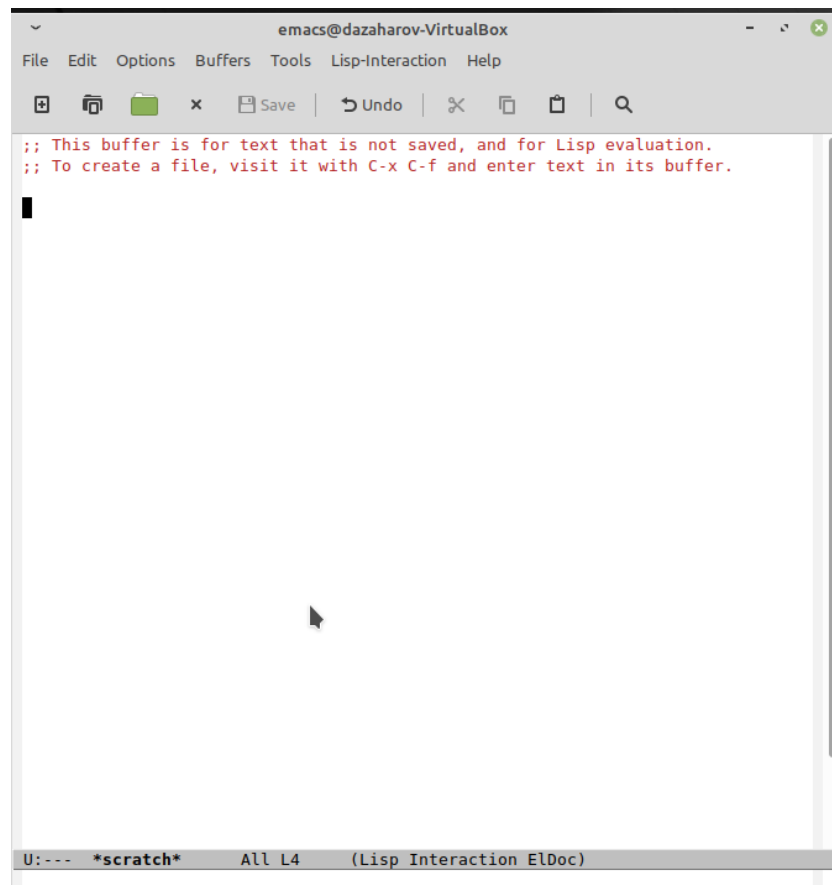 emacs@dazaharov-VirtualBox
File Edit Options Buffers Tools Lisp-Interaction Help
Save Undo
;; This buffer is for text that is not saved, and for Lisp evaluation.
;; To create a file, visit it with C-x C-f and enter text in its buffer.
U:--- *scratch* All L4 (Lisp Interaction ElDoc)